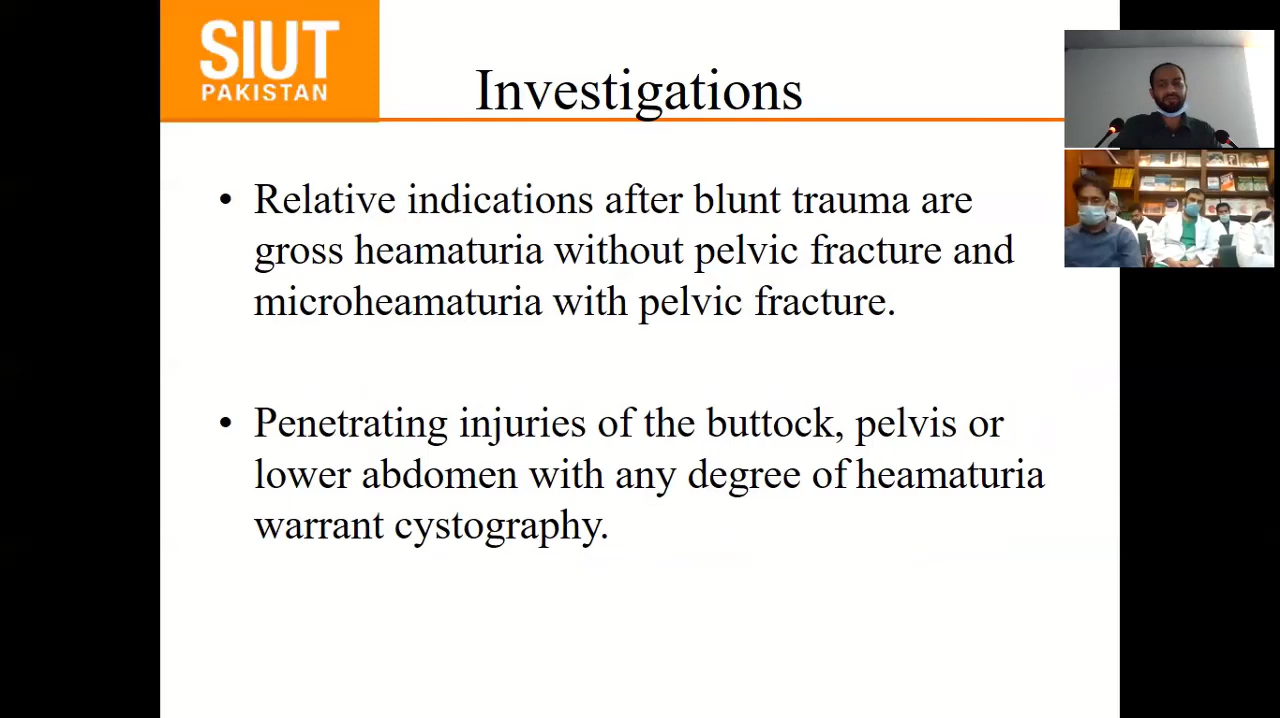 SIUT
PAKISTAN
Investigations
• Relative indications after blunt trauma are
gross heamaturia without pelvic fracture and
microheamaturia with pelvic fracture.
• Penetrating injuries of the buttock, pelvis or
lower abdomen with any degree of heamaturia
warrant cystography.